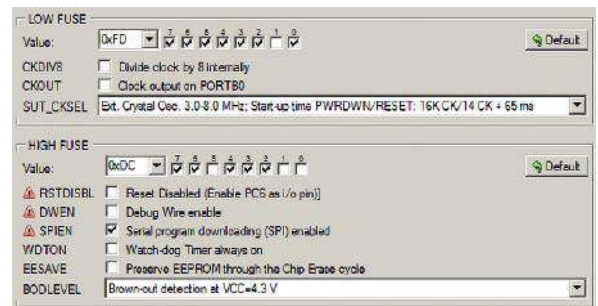 LOW FUSE
Value: 0xFD 7 6 5 4 3 2 1 0 Default
CKDIV8 Divide clock by 8 internally
CKOUT Clock output on PORTB0
SUT_CKSEL Ext. Crystal Osc. 3.0-8.0 MHz; Start-up time PWRDWN/RESET: 16K CK/14 CK + 65 ms
HIGH FUSE
Value: 0xDC 7 6 5 4 3 2 1 0 Default
RSTDISBL Reset Disabled (Enable PC6 as i/o pin)]
DWEN Debug Wire enable
SPIEN Serial program downloading (SPI) enabled
WDTON Watch-dog Timer always on
EESAVE Preserve EEPROM through the Chip Erase cycle
BODLEVEL Brown-out detection at VCC=4.3 V